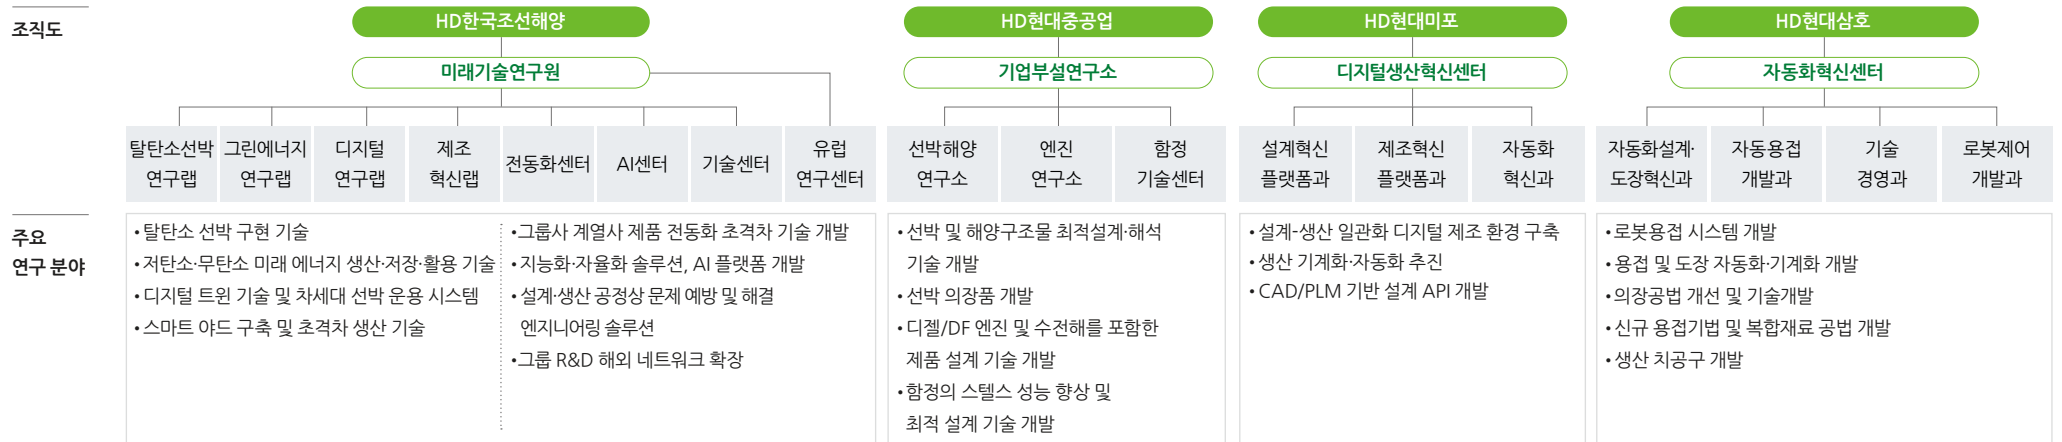 조직도
HD한국조선해양
미래기술연구원
탈탄소선박
연구랩
그린에너지
연구랩
디지털
연구랩
제조
혁신랩
전동화센터
AI센터
기술센터
유럽
연구센터
HD현대중공업
기업부설연구소
선박해양
연구소
엔진
연구소
함정
기술센터
HD현대미포
디지털생산혁신센터
설계혁신
플랫폼과
제조혁신
플랫폼과
자동화
혁신과
HD현대삼호
자동화혁신센터
자동화설계·
도장혁신과
자동용접
개발과
기술
경영과
로봇제어
개발과
주요
연구 분야
•탈탄소 선박 구현 기술
•저탄소·무탄소 미래 에너지 생산·저장·활용 기술
•디지털 트윈 기술 및 차세대 선박 운용 시스템
•스마트 야드 구축 및 초격차 생산 기술
•그룹사 계열사 제품 전동화 초격차 기술 개발
•지능화·자율화 솔루션, AI 플랫폼 개발
•설계·생산 공정상 문제 예방 및 해결
엔지니어링 솔루션
•그룹 R&D 해외 네트워크 확장
•선박 및 해양구조물 최적설계·해석
기술 개발
•선박 의장품 개발
•디젤/DF 엔진 및 수전해를 포함한
제품 설계 기술 개발
•함정의 스텔스 성능 향상 및
최적 설계 기술 개발
•설계-생산 일관화 디지털 제조 환경 구축
•생산 기계화·자동화 추진
•CAD/PLM 기반 설계 API 개발
•로봇용접 시스템 개발
•용접 및 도장 자동화·기계화 개발
•의장공법 개선 및 기술개발
•신규 용접기법 및 복합재료 공법 개발
•생산 치공구 개발